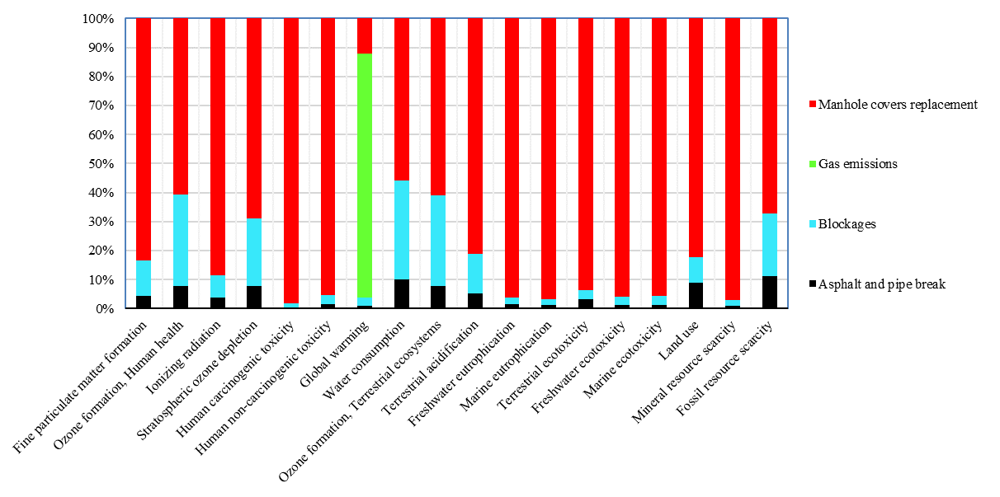 100%
90%
80%
70%
60%
50%
40%
30%
20%
10%
0%
Fine particulate matter formation
Ozone formation, Human health
Ionizing radiation
Stratospheric ozone depletion
Human carcinogenic toxicity
Human non-carcinogenic toxicity
Global warming
Water consumption
Ozone formation, Terrestrial ecosystems
Terrestrial acidification
Freshwater eutrophication
Marine eutrophication
Terrestrial ecotoxicity
Freshwater ecotoxicity
Marine ecotoxicity
Land use
Mineral resource scarcity
Fossil resource scarcity
Manhole covers replacement
Gas emissions
Blockages
Asphalt and pipe break